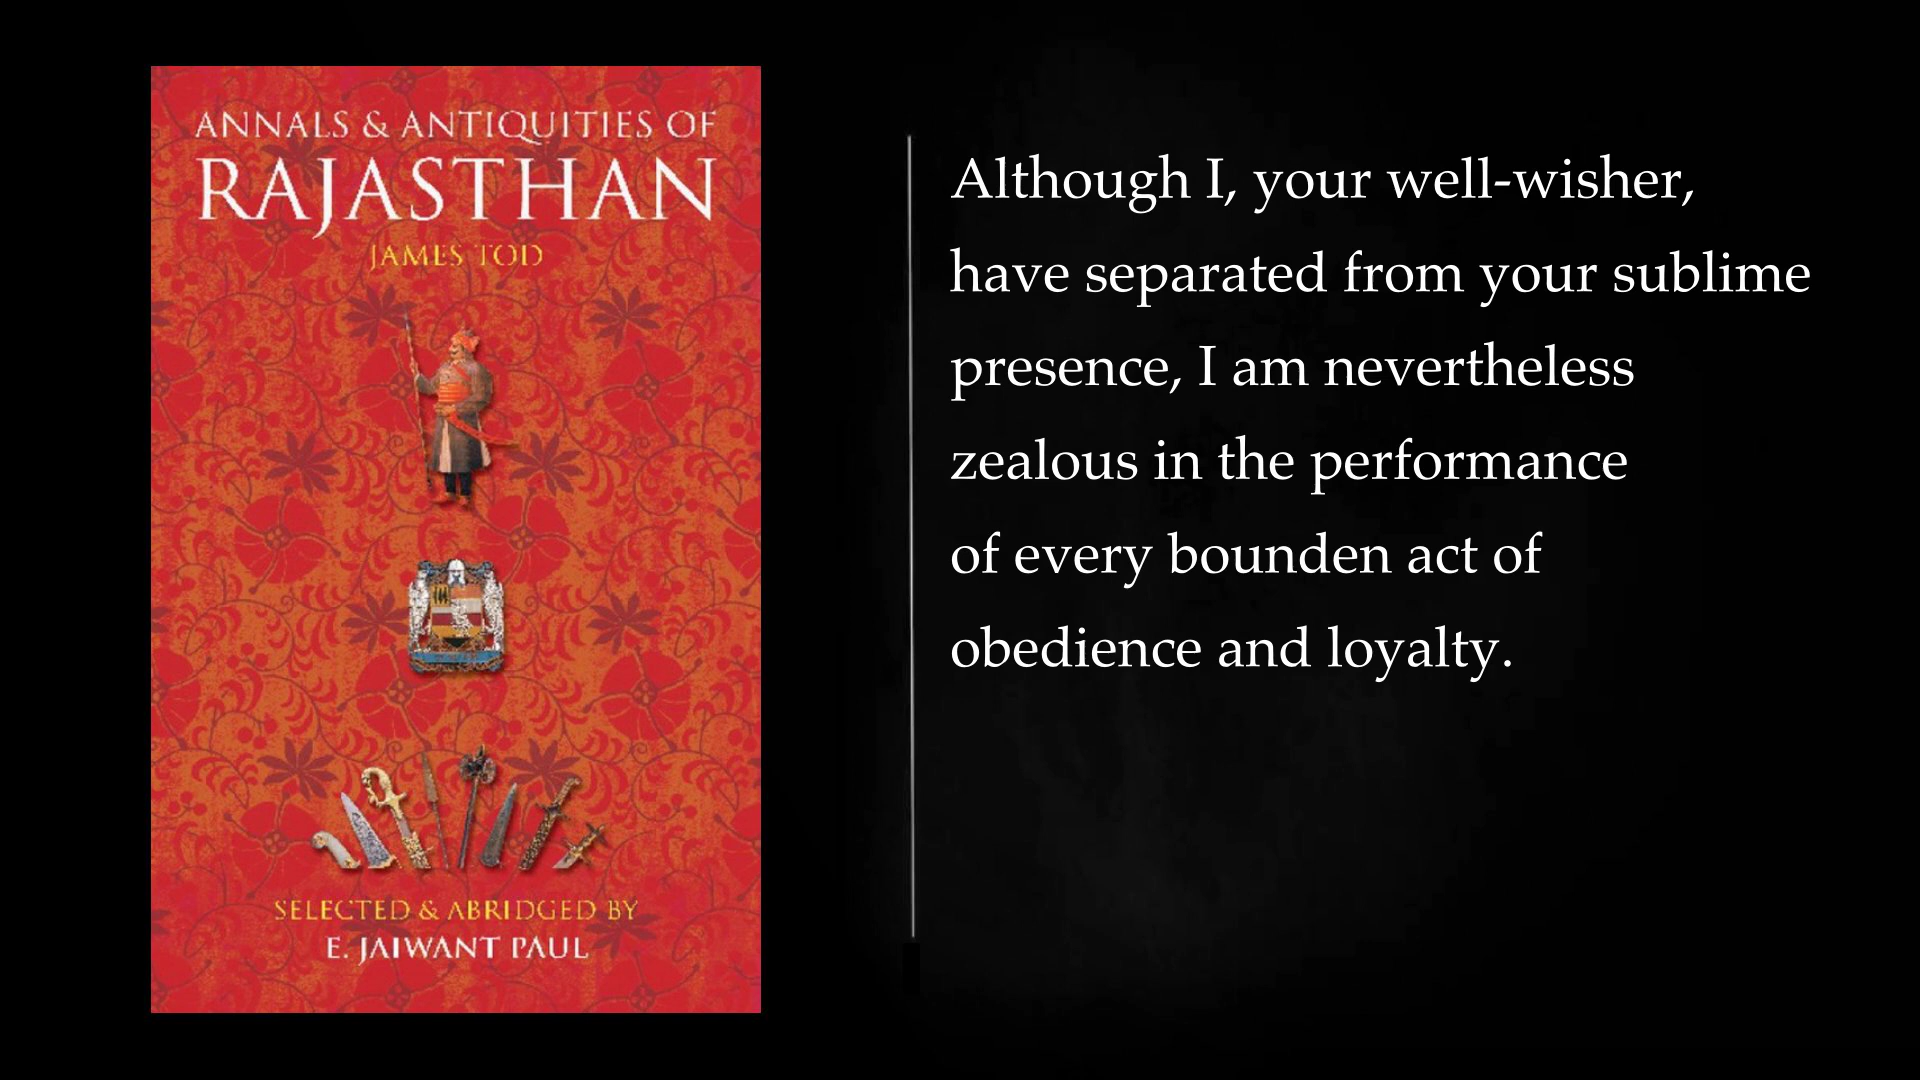 ANNALS & ANTIQUITIES OF
RAJASTHAN
JAMES TOD
SELECTED & ABRIDGED BY
E. JAIWANT PAUL
Although I, your well-wisher,
have separated from your sublime
presence, I am nevertheless
zealous in the performance
of every bounden act of
obedience and loyalty.